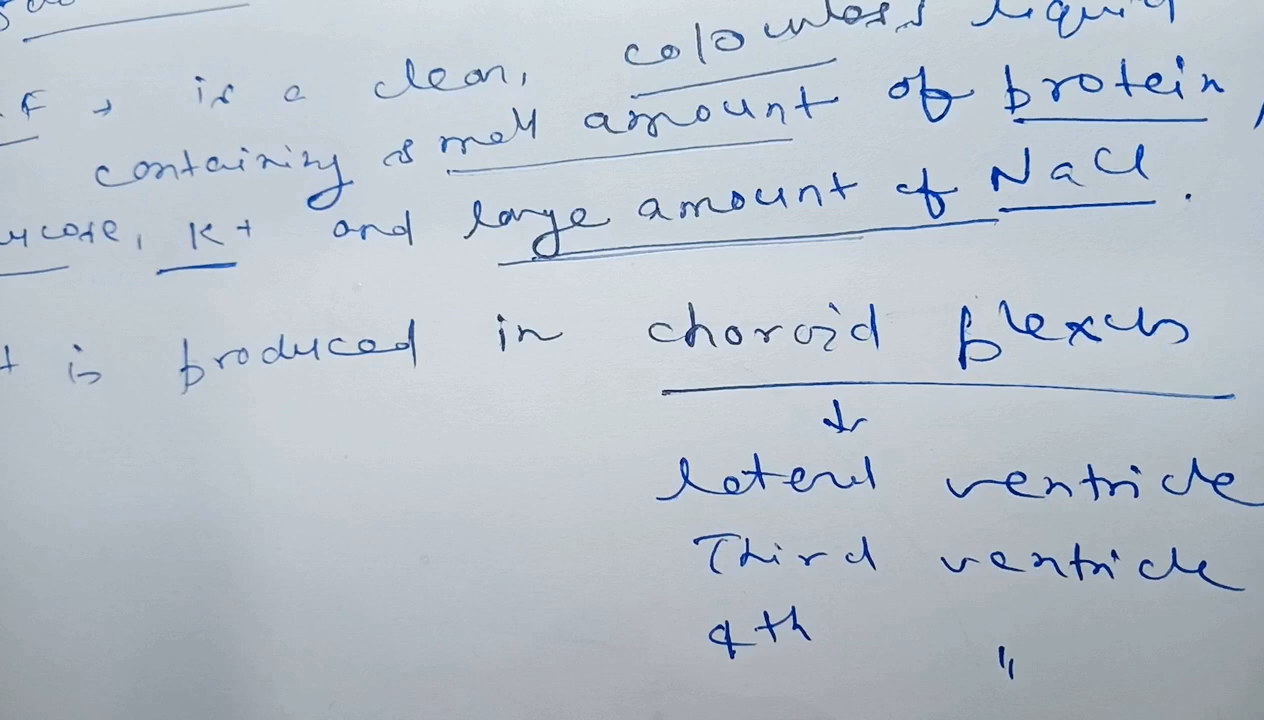 F → is a clear, colourless liquid
containing small amount of protein,
ucose, K+ and large amount of NaCl.
t is produced in choroid plexus
↓
lateral ventricle
Third ventricle
4th "